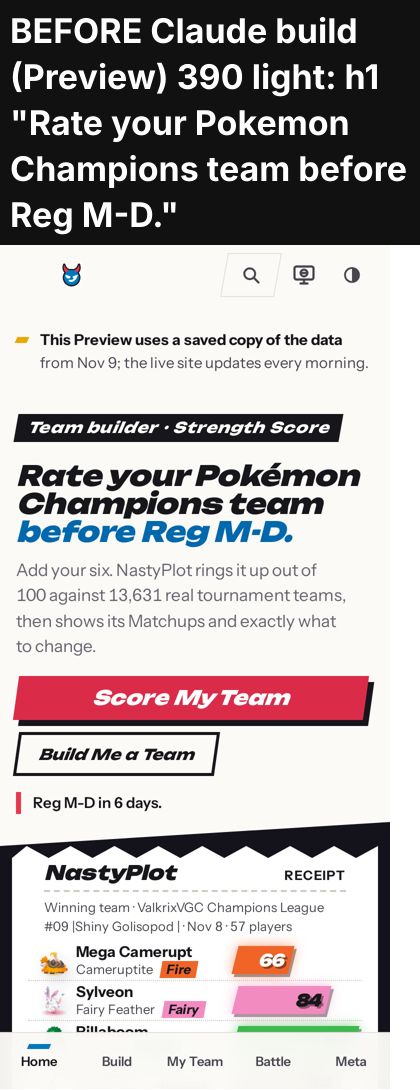 BEFORE Claude build
(Preview) 390 light: h1
"Rate your Pokemon
Champions team before
Reg M-D."
This Preview uses a saved copy of the data
from Nov 9; the live site updates every morning.
Team builder · Strength Score
Rate your Pokémon
Champions team
before Reg M-D.
Add your six. NastyPlot rings it up out of
100 against 13,631 real tournament teams,
then shows its Matchups and exactly what
to change.
Score My Team
Build Me a Team
Reg M-D in 6 days.
NastyPlot RECEIPT
Winning team · ValkrixVGC Champions League
#09 |Shiny Golisopod | · Nov 8 · 57 players
Mega Camerupt
Cameruptite Fire 66
Sylveon
Fairy Feather Fairy 84
Rillaboom
Home Build My Team Battle Meta